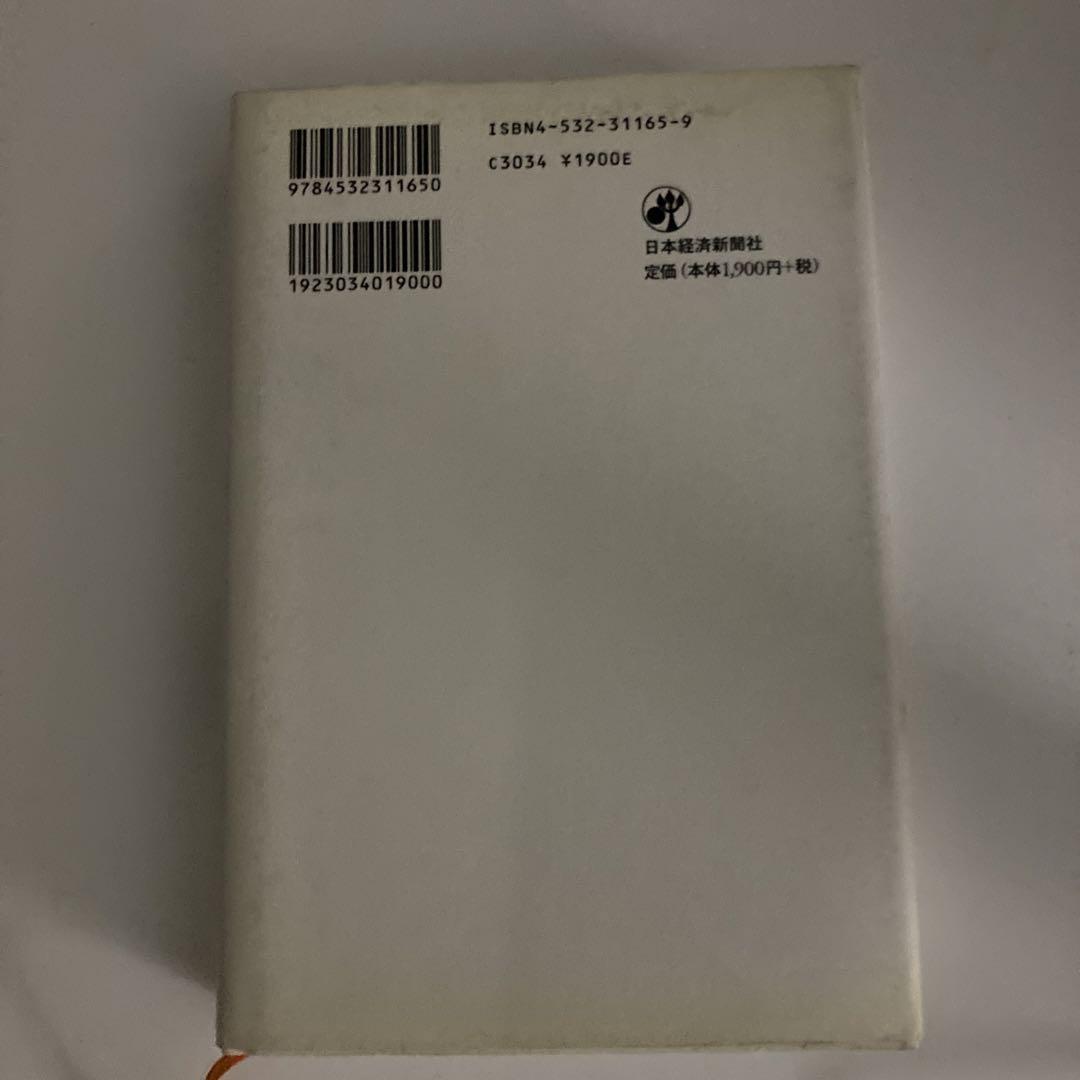 ISBN4-532-31165-9
C3034 ¥1900E
9784532311650
1923034019000
日本経済新聞社
定価(本体1,900円+税)